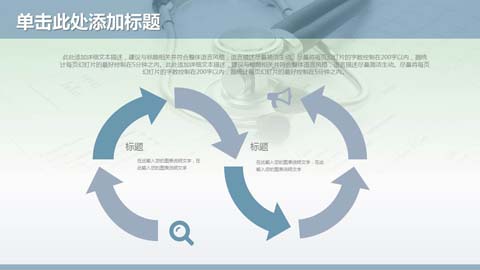 单击此处添加标题
此处添加详细文本描述，建议与标题相关并符合整体语言风格，语言描述尽量简洁生动。尽量将每页幻灯片的字数控制在200字以内，据统
计每页幻灯片的最好控制在5分钟之内。此处添加详细文本描述，建议与标题相关并符合整体语言风格，语言描述尽量简洁生动。尽量将每页
幻灯片的字数控制在200字以内，据统计每页幻灯片的最好控制在5分钟之内。
标题
在此输入您的图表说明文字，在
此输入您的图表说明文字
标题
在此输入您的图表说明文字，在此
输入您的图表说明文字